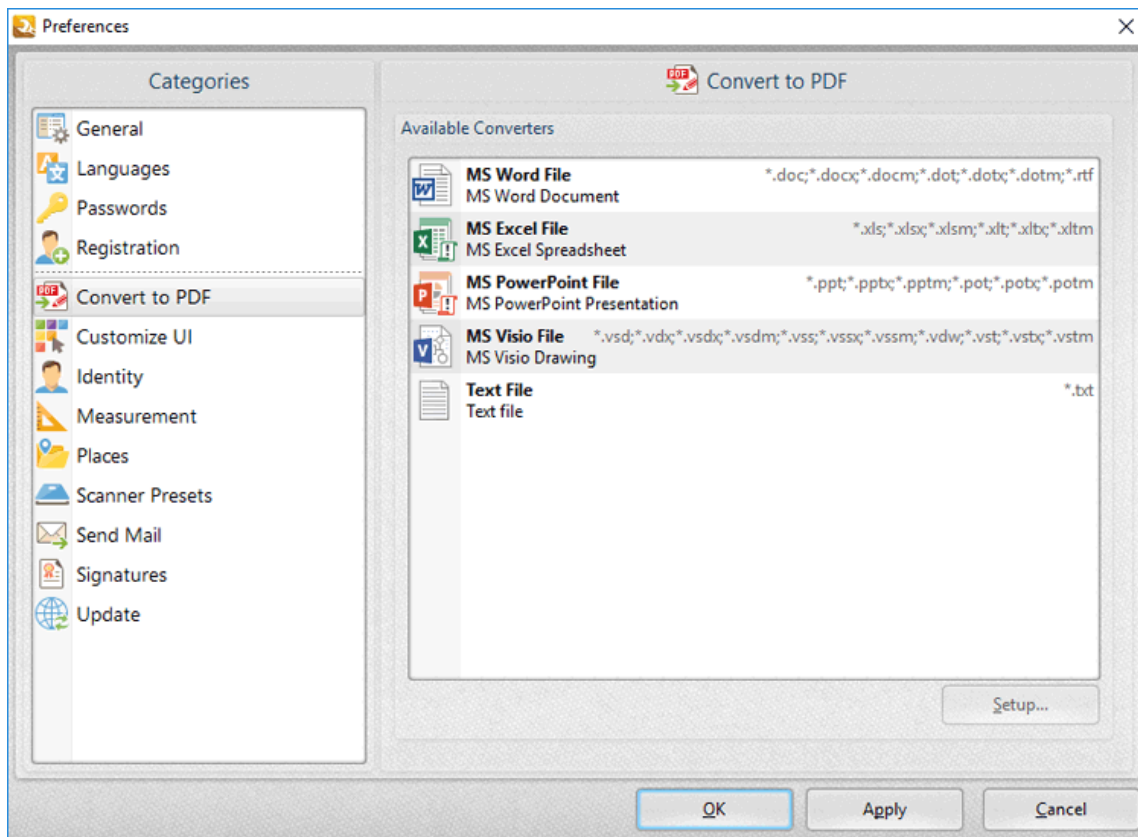 Preferences
Categories
General
Languages
Passwords
Registration
Convert to PDF
Customize UI
Identity
Measurement
Places
Scanner Presets
Send Mail
Signatures
Update
Convert to PDF
Available Converters
MS Word File *.doc;*.docx;*.docm;*.dot;*.dotx;*.dotm;*.rtf
MS Word Document
MS Excel File *.xls;*.xlsx;*.xlsm;*.xlt;*.xltx;*.xltm
MS Excel Spreadsheet
MS PowerPoint File *.ppt;*.pptx;*.pptm;*.pot;*.potx;*.potm
MS PowerPoint Presentation
MS Visio File *.vsd;*.vdx;*.vsdx;*.vsdm;*.vss;*.vssx;*.vssm;*.vdw;*.vst;*.vstx;*.vstm
MS Visio Drawing
Text File *.txt
Text file
Setup...
OK Apply Cancel